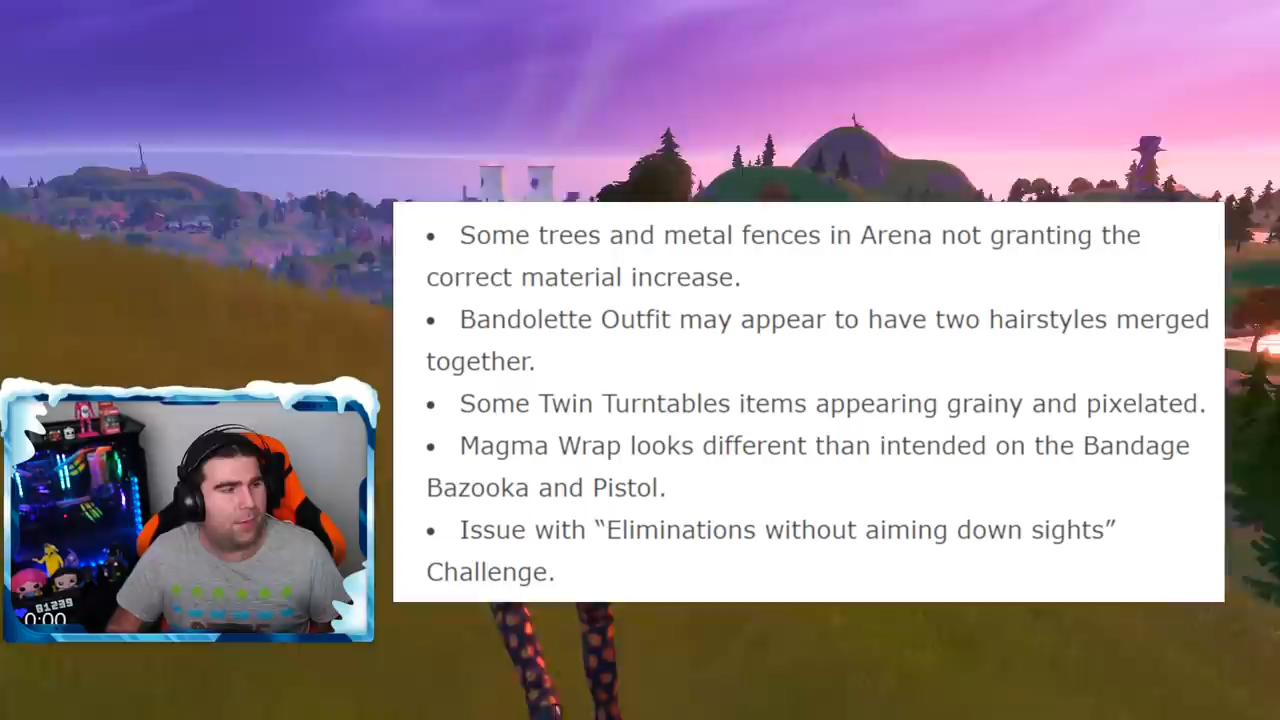 • Some trees and metal fences in Arena not granting the
correct material increase.
• Bandolette Outfit may appear to have two hairstyles merged
together.
• Some Twin Turntables items appearing grainy and pixelated.
• Magma Wrap looks different than intended on the Bandage
Bazooka and Pistol.
• Issue with “Eliminations without aiming down sights”
Challenge.
81239
0:00